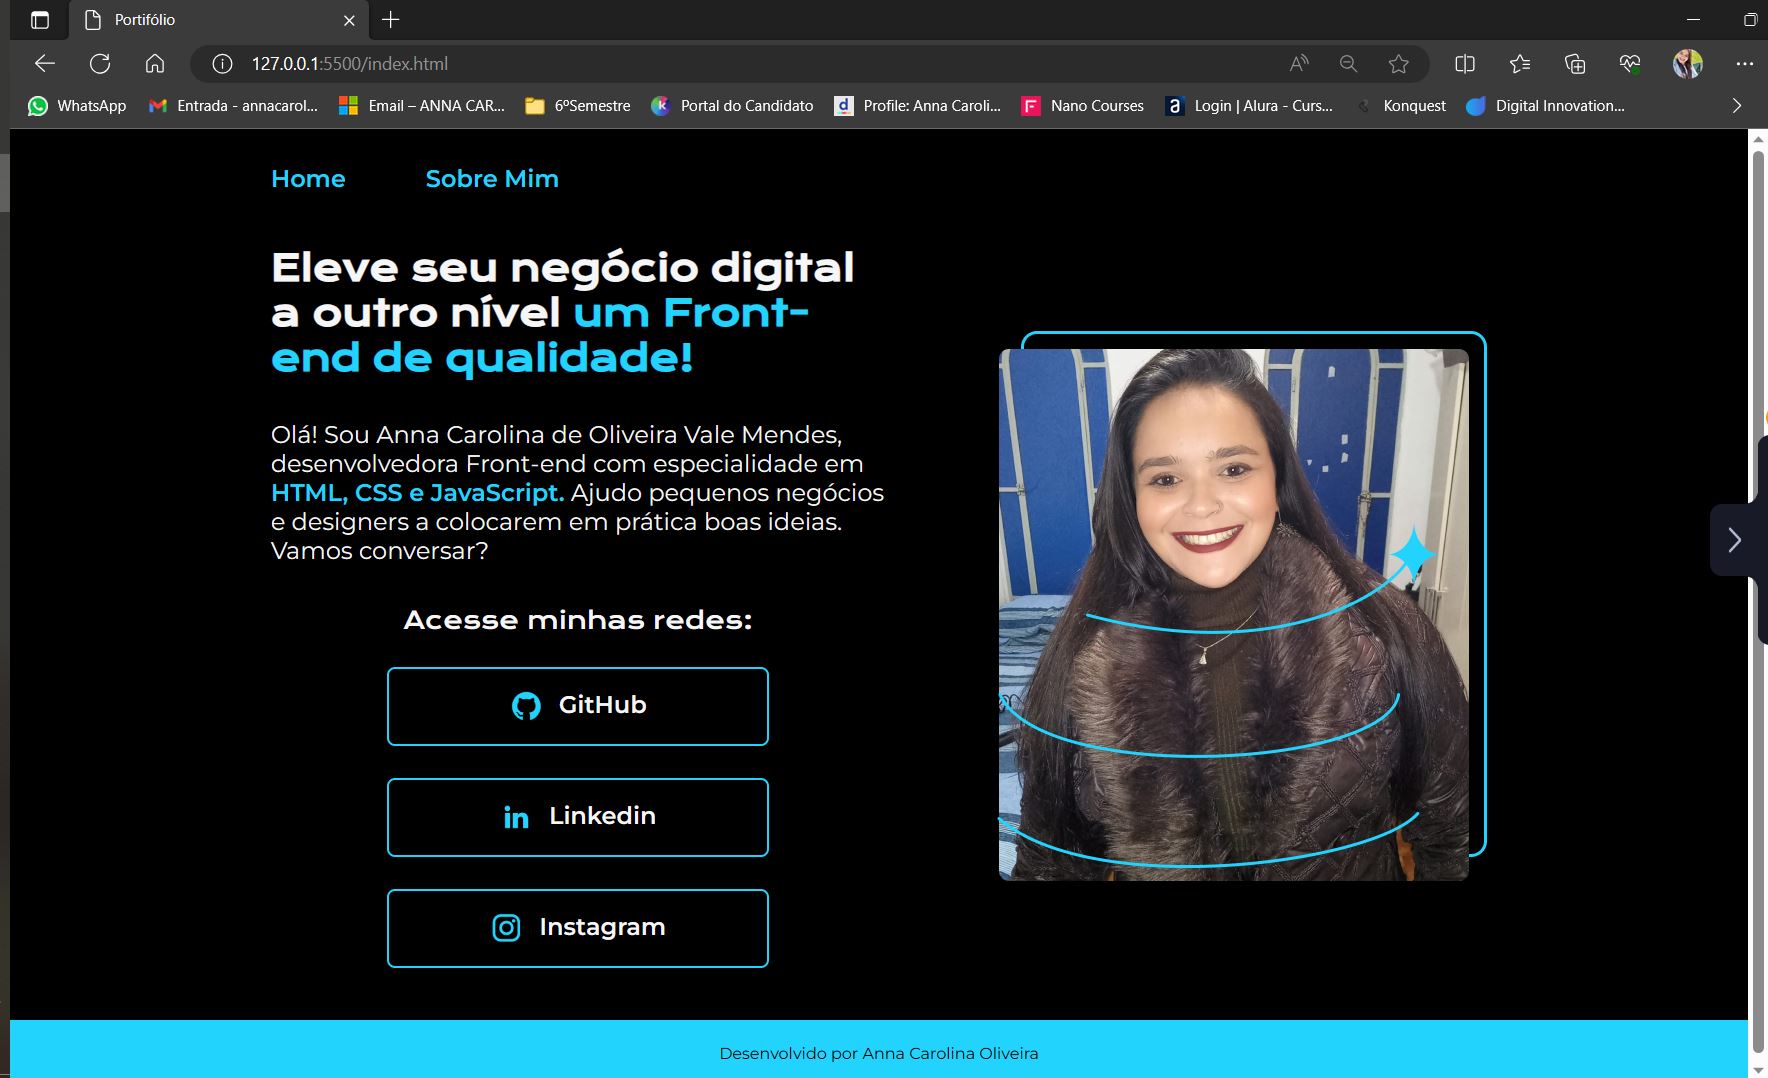 Portifólio
127.0.0.1:5500/index.html
WhatsApp
Entrada - annacarol...
Email – ANNA CAR...
6ºSemestre
Portal do Candidato
Profile: Anna Caroli...
Nano Courses
Login | Alura - Curs...
Konquest
Digital Innovation...
Home
Sobre Mim
Eleve seu negócio digital
a outro nível um Front-
end de qualidade!
Olá! Sou Anna Carolina de Oliveira Vale Mendes,
desenvolvedora Front-end com especialidade em
HTML, CSS e JavaScript. Ajudo pequenos negócios
e designers a colocarem em prática boas ideias.
Vamos conversar?
Acesse minhas redes:
GitHub
Linkedin
Instagram
Desenvolvido por Anna Carolina Oliveira